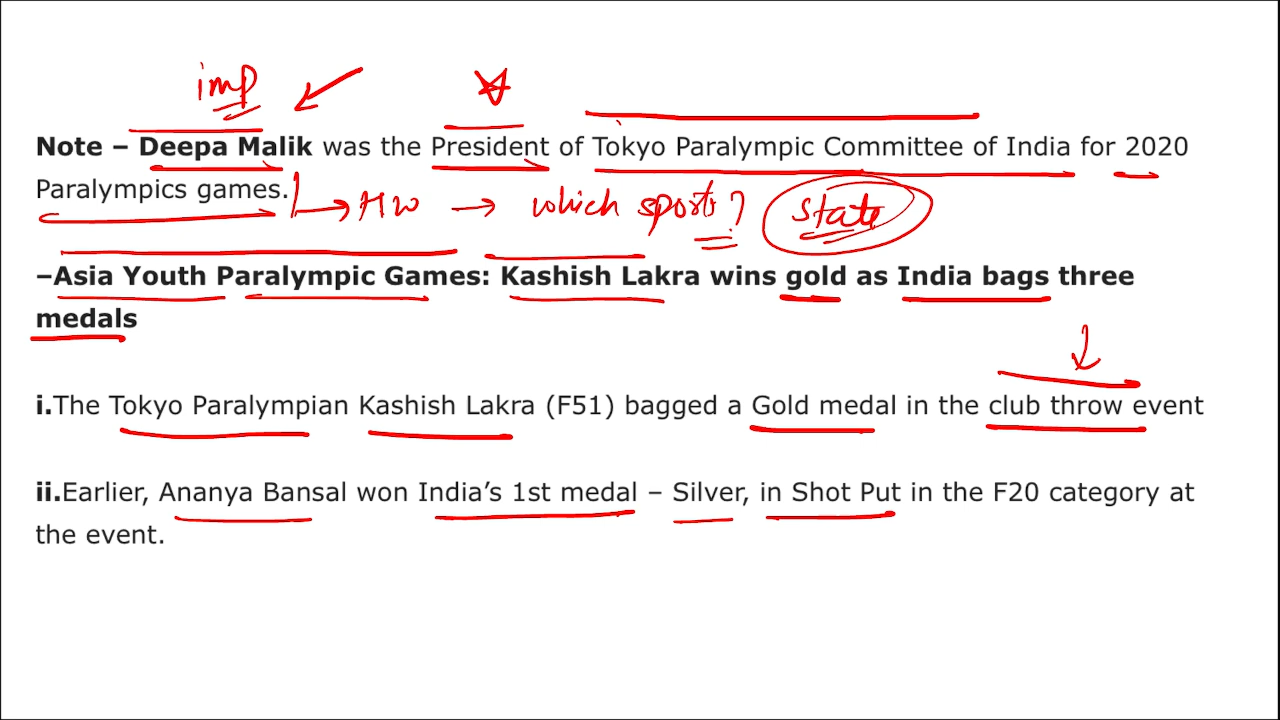 imp
Note – Deepa Malik was the President of Tokyo Paralympic Committee of India for 2020
Paralympics games.
HW → which sports? state
–Asia Youth Paralympic Games: Kashish Lakra wins gold as India bags three
medals
i.The Tokyo Paralympian Kashish Lakra (F51) bagged a Gold medal in the club throw event
ii.Earlier, Ananya Bansal won India’s 1st medal – Silver, in Shot Put in the F20 category at
the event.